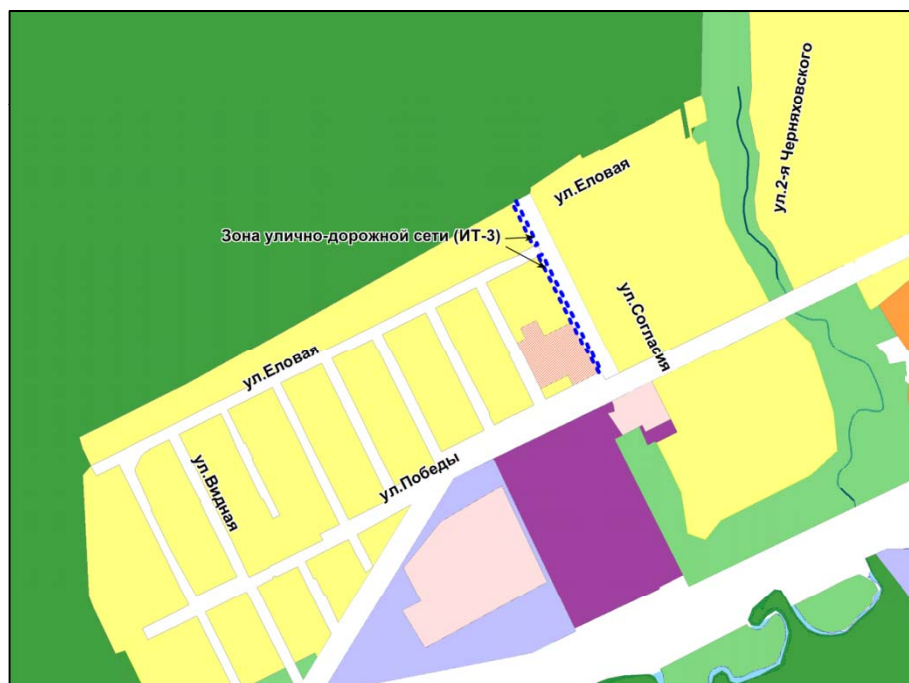 ул.2-я Черняховского
ул.Еловая
Зона улично-дорожной сети (ИТ-3)
ул.Согласия
ул.Еловая
ул.Видная
ул.Победы